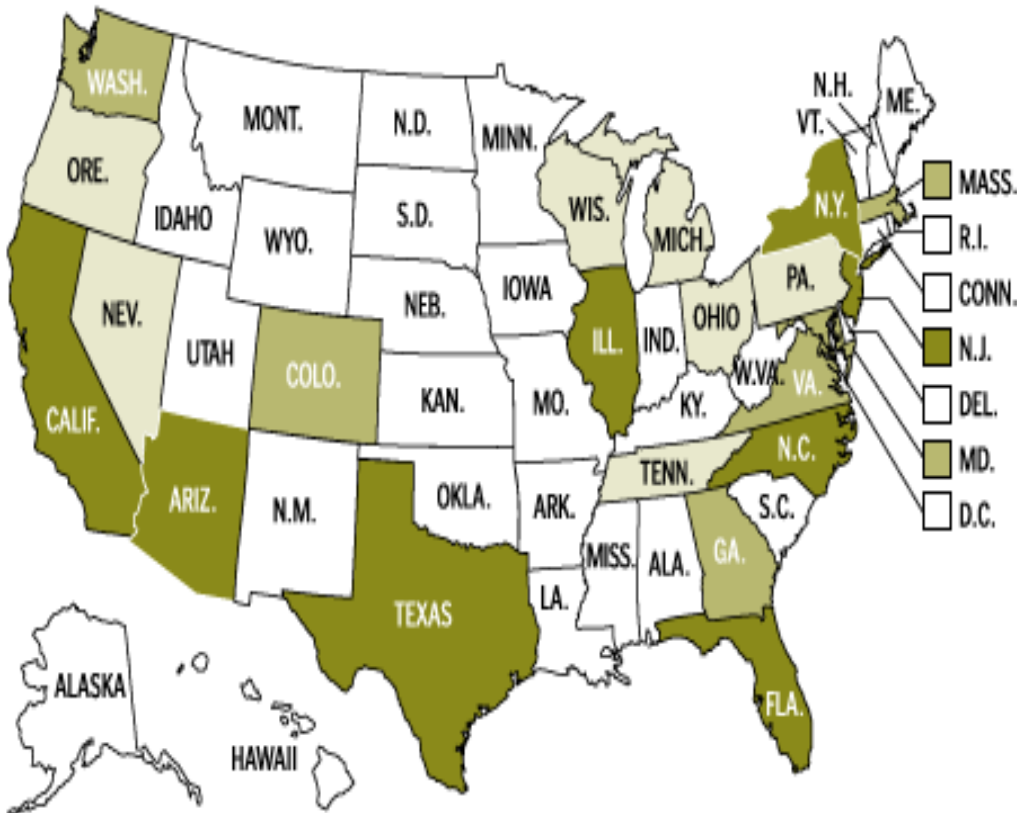 WASH.
MONT.
N.D.
MINN.
N.H.
ME.
VT.
ORE.
IDAHO
WYO.
S.D.
WIS.
MICH.
N.Y.
MASS.
R.I.
CONN.
N.J.
DEL.
MD.
D.C.
NEV.
UTAH
COLO.
NEB.
IOWA
ILL.
IND.
OHIO
PA.
CALIF.
KAN.
MO.
KY.
W.VA.
VA.
ARIZ.
N.M.
OKLA.
ARK.
TENN.
N.C.
S.C.
TEXAS
LA.
MISS.
ALA.
GA.
FLA.
ALASKA
HAWAII